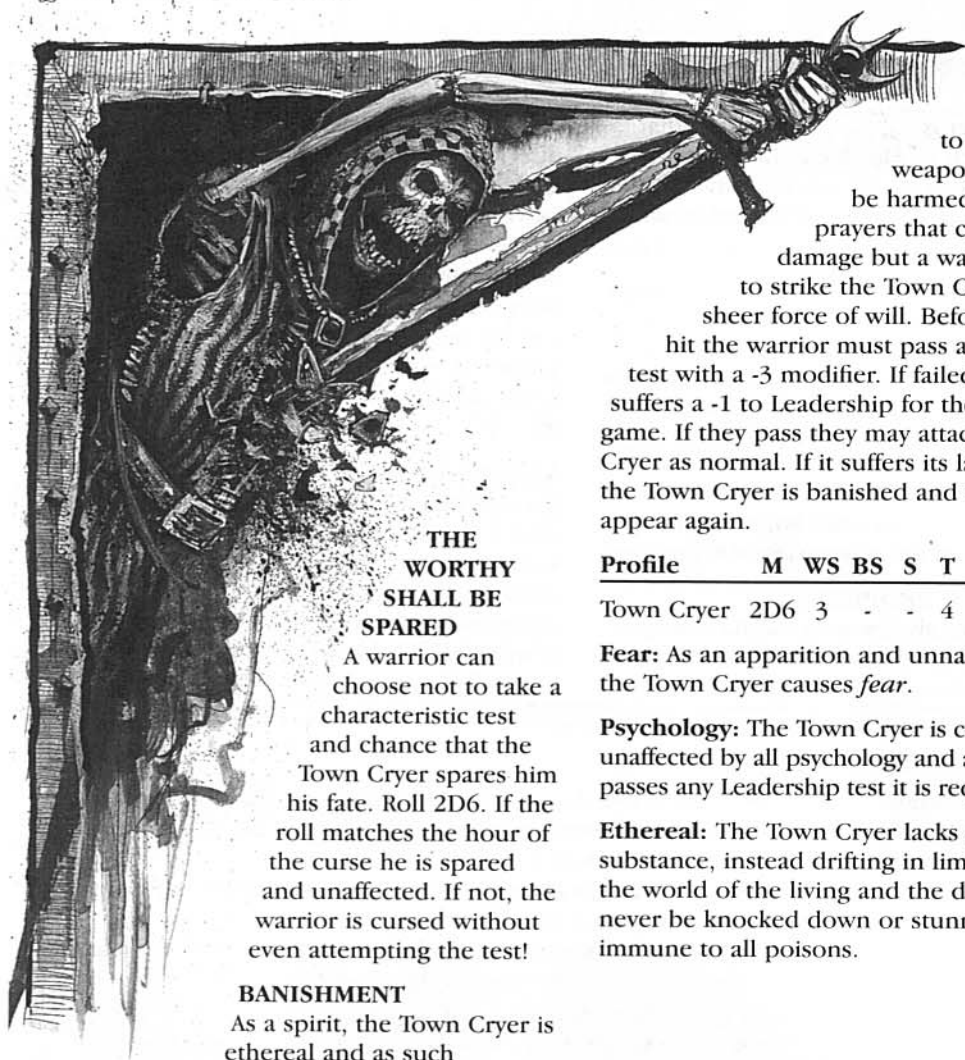 THE
WORTHY
SHALL BE
SPARED
A warrior can
choose not to take a
characteristic test
and chance that the
Town Cryer spares him
his fate. Roll 2D6. If the
roll matches the hour of
the curse he is spared
and unaffected. If not, the
warrior is cursed without
even attempting the test!
BANISHMENT
As a spirit, the Town Cryer is
ethereal and as such
to
weapo
be harmed
prayers that c
damage but a wa
to strike the Town C
sheer force of will. Befo
hit the warrior must pass a
test with a -3 modifier. If failed
suffers a -1 to Leadership for the
game. If they pass they may attac
Cryer as normal. If it suffers its l
the Town Cryer is banished and
appear again.
Profile M WS BS S T
Town Cryer 2D6 3 - - 4
Fear: As an apparition and unna
the Town Cryer causes fear.
Psychology: The Town Cryer is c
unaffected by all psychology and a
passes any Leadership test it is rec
Ethereal: The Town Cryer lacks
substance, instead drifting in lim
the world of the living and the d
never be knocked down or stunn
immune to all poisons.